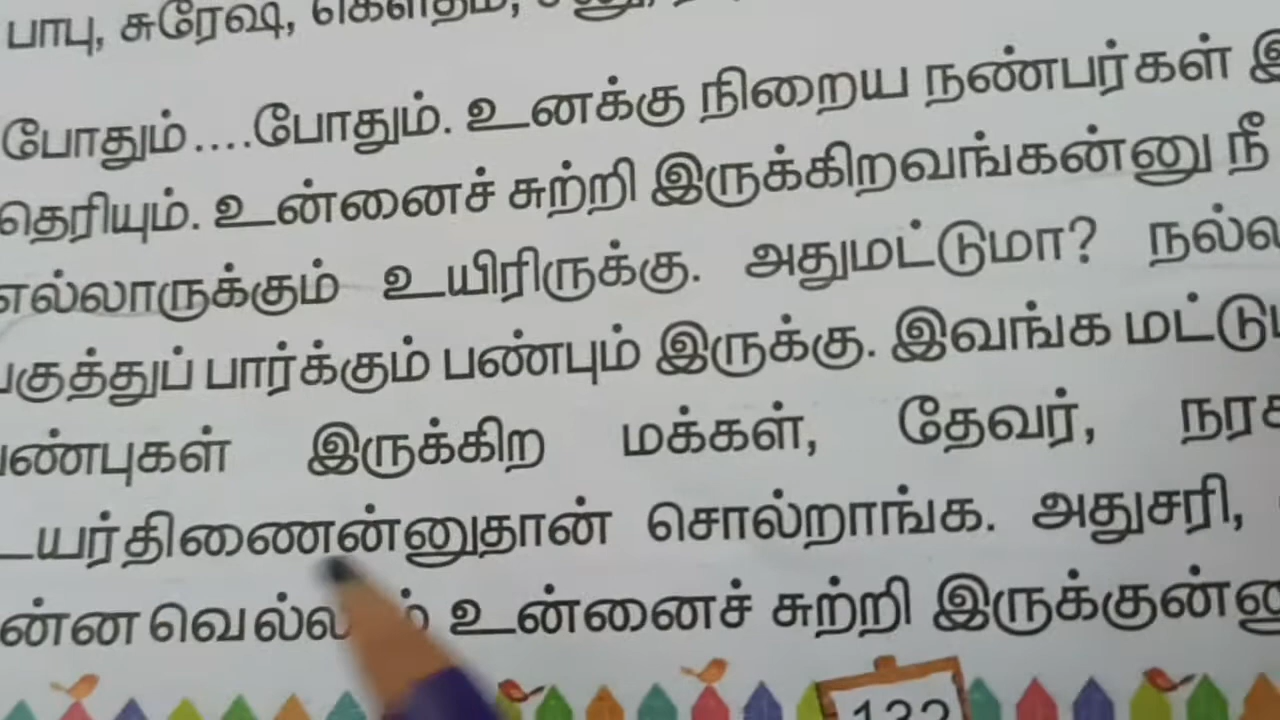 பாபு, சுரேஷ், கௌதம்,
போதும்....போதும். உனக்கு நிறைய நண்பர்கள்
தெரியும். உன்னைச் சுற்றி இருக்கிறவங்கன்னு நீ
எல்லாருக்கும் உயிரிருக்கு. அதுமட்டுமா?
பகுத்துப் பார்க்கும் பண்பும் இருக்கு. இவங்க
பண்புகள் இருக்கிற மக்கள், தேவர்,
உயர்திணைன்னுதான் சொல்றாங்க. அதுசரி,
உன்னைச் சுற்றி